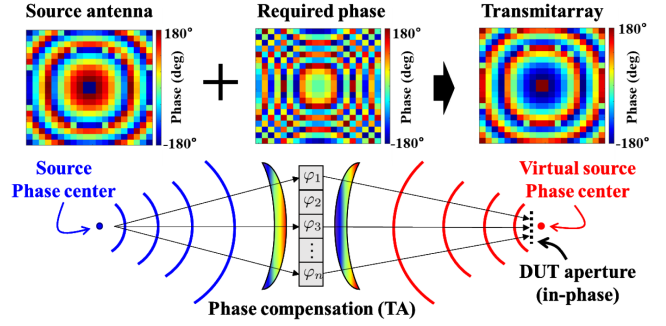 Source antenna
Required phase
Transmitarray
180°
Phase (deg)
-180°
180°
Phase (deg)
-180°
180°
Phase (deg)
-180°
Source
Phase center
φ1
φ2
φ3
⋮
φn
Virtual source
Phase center
DUT aperture
(in-phase)
Phase compensation (TA)